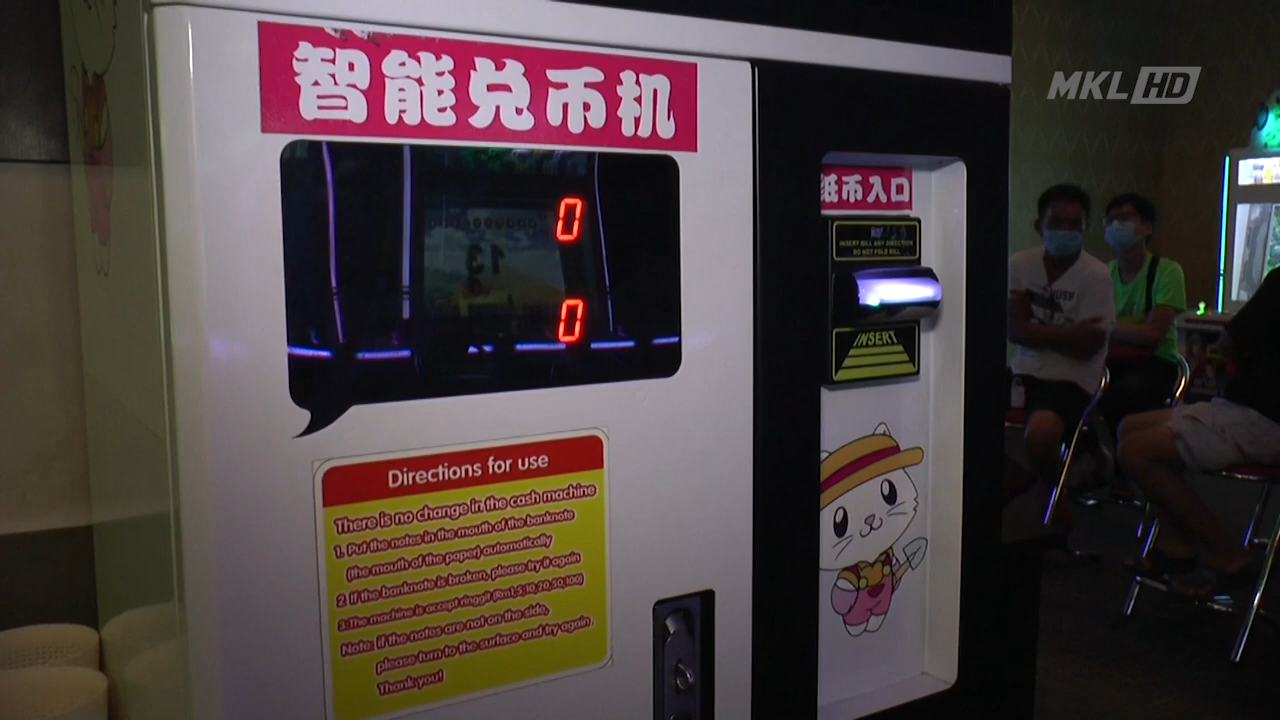 智能兑币机
MKL HD
纸币入口
0
0
INSERT BILL ANY DIRECTION
DO NOT FOLD BILL
INSERT
13
Directions for use
There is no change in the cash machine
1. Put the notes in the mouth of the banknote
(the mouth of the paper) automatically
2. If the banknote is broken, please try it again
3.The machine is accept ringgit (Rm1,5,10,20,50,100)
Note: if the notes are not on the side,
please turn to the surface and try again,
Thank you!